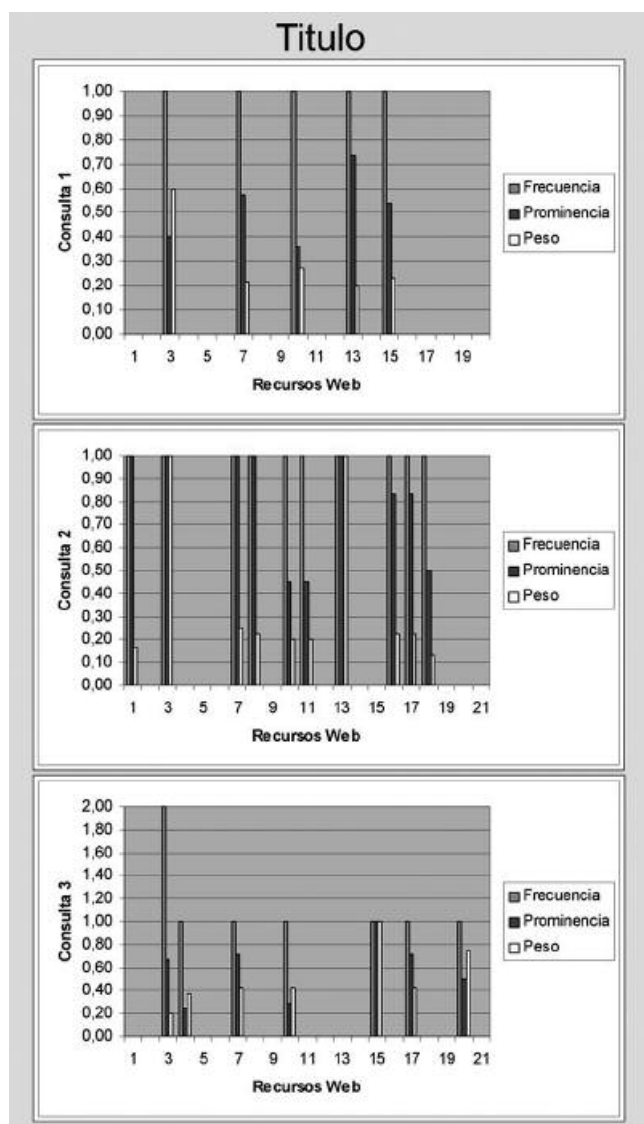 Titulo
1,00
0,90
0,80
0,70
0,60
0,50
0,40
0,30
0,20
0,10
0,00
Consulta 1
1 3 5 7 9 11 13 15 17 19
Recursos Web
Frecuencia
Prominencia
Peso
1,00
0,90
0,80
0,70
0,60
0,50
0,40
0,30
0,20
0,10
0,00
Consulta 2
1 3 5 7 9 11 13 15 17 19 21
Recursos Web
Frecuencia
Prominencia
Peso
2,00
1,80
1,60
1,40
1,20
1,00
0,80
0,60
0,40
0,20
0,00
Consulta 3
1 3 5 7 9 11 13 15 17 19 21
Recursos Web
Frecuencia
Prominencia
Peso